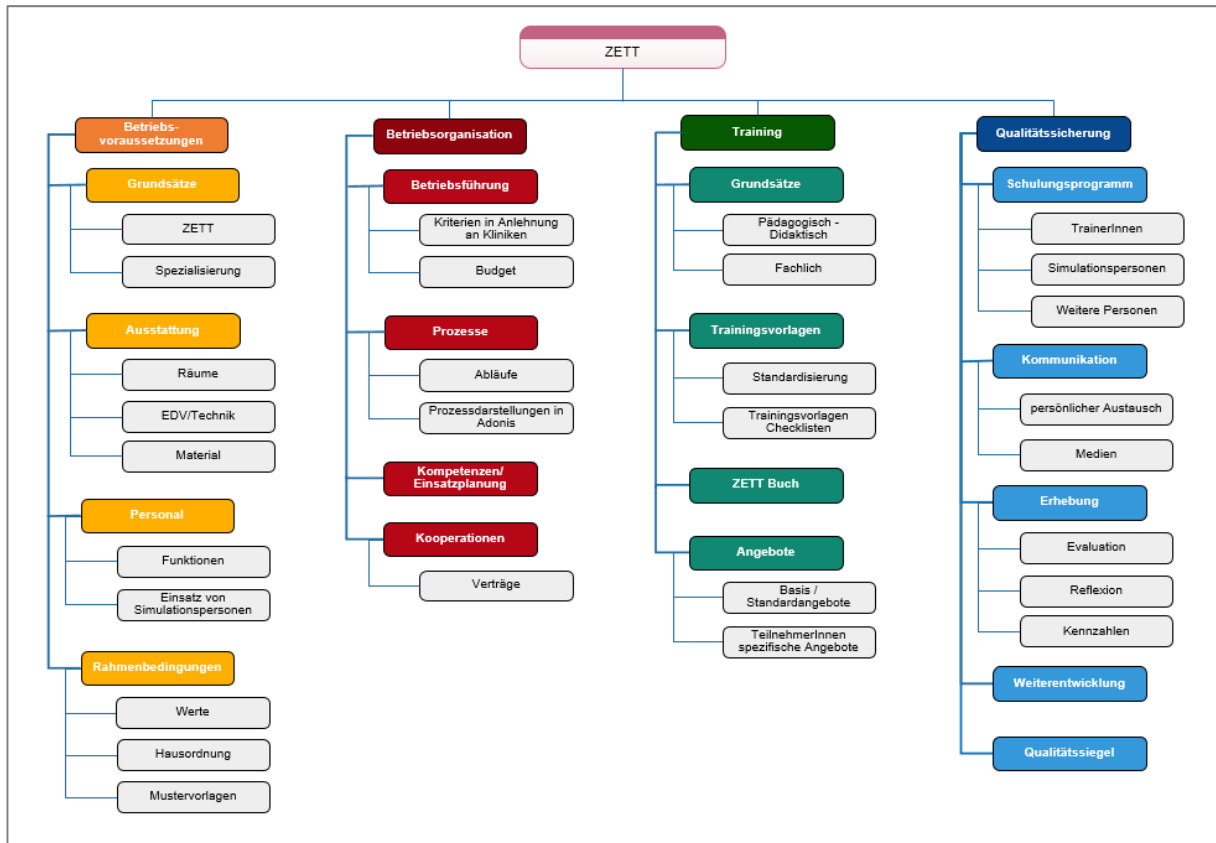 ZETT
Betriebs-
voraussetzungen
Grundsätze
ZETT
Spezialisierung
Ausstattung
Räume
EDV/Technik
Material
Personal
Funktionen
Einsatz von
Simulationspersonen
Rahmenbedingungen
Werte
Hausordnung
Mustervorlagen
Betriebsorganisation
Betriebsführung
Kriterien in Anlehnung
an Kliniken
Budget
Prozesse
Abläufe
Prozessdarstellungen in
Adonis
Kompetenzen/
Einsatzplanung
Kooperationen
Verträge
Training
Grundsätze
Pädagogisch -
Didaktisch
Fachlich
Trainingsvorlagen
Standardisierung
Trainingsvorlagen
Checklisten
ZETT Buch
Angebote
Basis /
Standardangebote
TeilnehmerInnen
spezifische Angebote
Qualitätssicherung
Schulungsprogramm
TrainerInnen
Simulationspersonen
Weitere Personen
Kommunikation
persönlicher Austausch
Medien
Erhebung
Evaluation
Reflexion
Kennzahlen
Weiterentwicklung
Qualitätssiegel